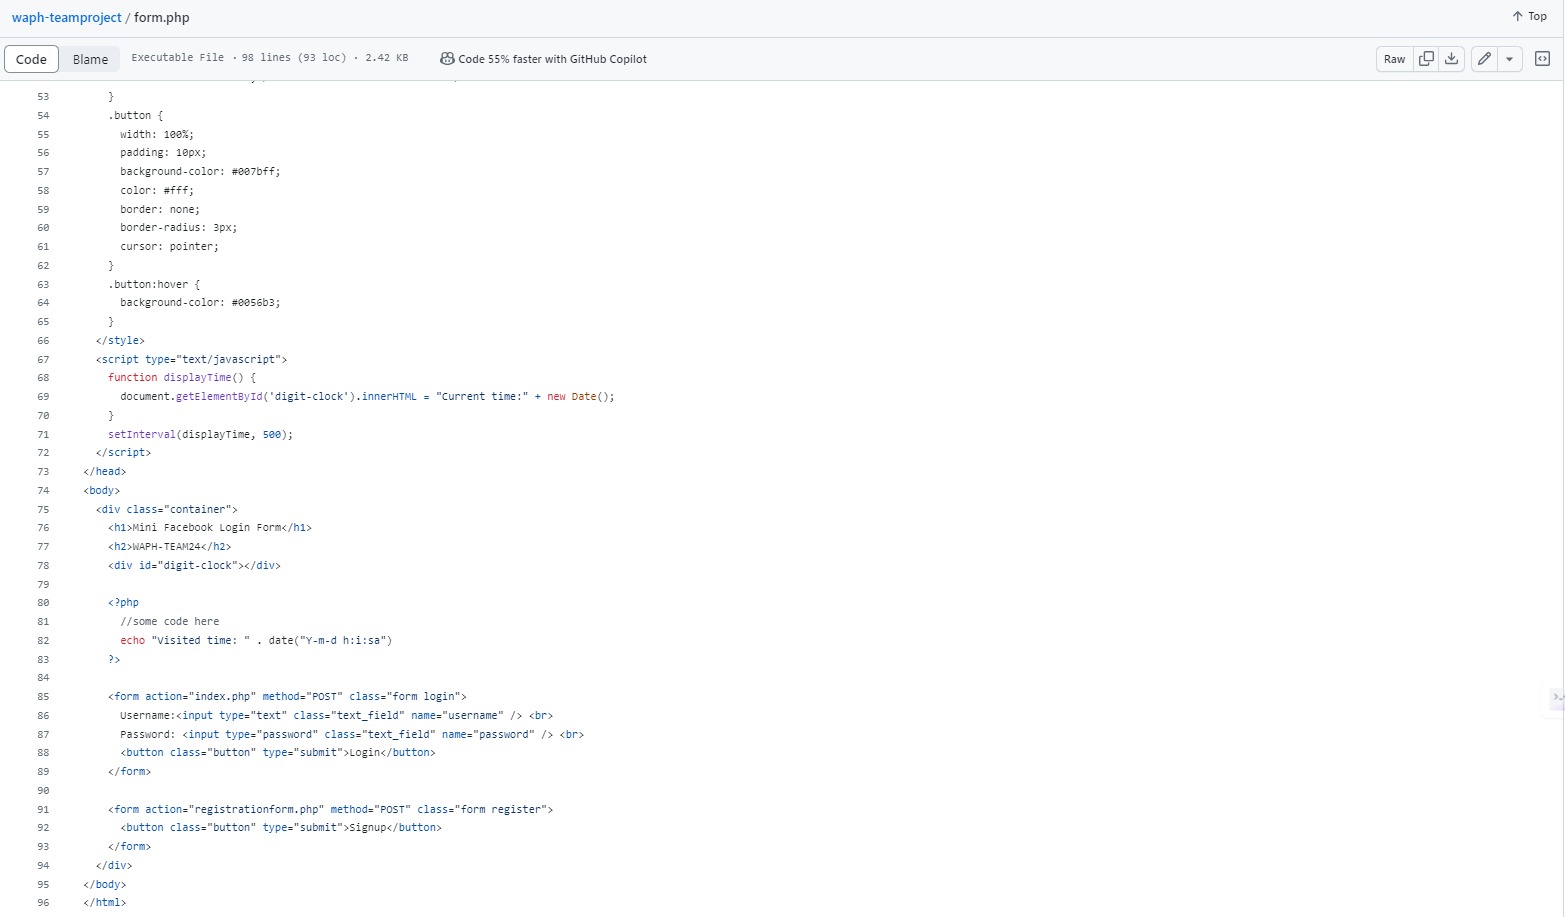 waph-teamproject / form.php
Top
Code Blame Executable File · 98 lines (93 loc) · 2.42 KB Code 55% faster with GitHub Copilot Raw
53 }
54 .button {
55 width: 100%;
56 padding: 10px;
57 background-color: #007bff;
58 color: #fff;
59 border: none;
60 border-radius: 3px;
61 cursor: pointer;
62 }
63 .button:hover {
64 background-color: #0056b3;
65 }
66 </style>
67 <script type="text/javascript">
68 function displayTime() {
69 document.getElementById('digit-clock').innerHTML = "Current time:" + new Date();
70 }
71 setInterval(displayTime, 500);
72 </script>
73 </head>
74 <body>
75 <div class="container">
76 <h1>Mini Facebook Login Form</h1>
77 <h2>WAPH-TEAM24</h2>
78 <div id="digit-clock"></div>
79
80 <?php
81 //some code here
82 echo "Visited time: " . date("Y-m-d h:i:sa")
83 ?>
84
85 <form action="index.php" method="POST" class="form login">
86 Username:<input type="text" class="text_field" name="username" /> <br>
87 Password: <input type="password" class="text_field" name="password" /> <br>
88 <button class="button" type="submit">Login</button>
89 </form>
90
91 <form action="registrationform.php" method="POST" class="form register">
92 <button class="button" type="submit">Signup</button>
93 </form>
94 </div>
95 </body>
96 </html>